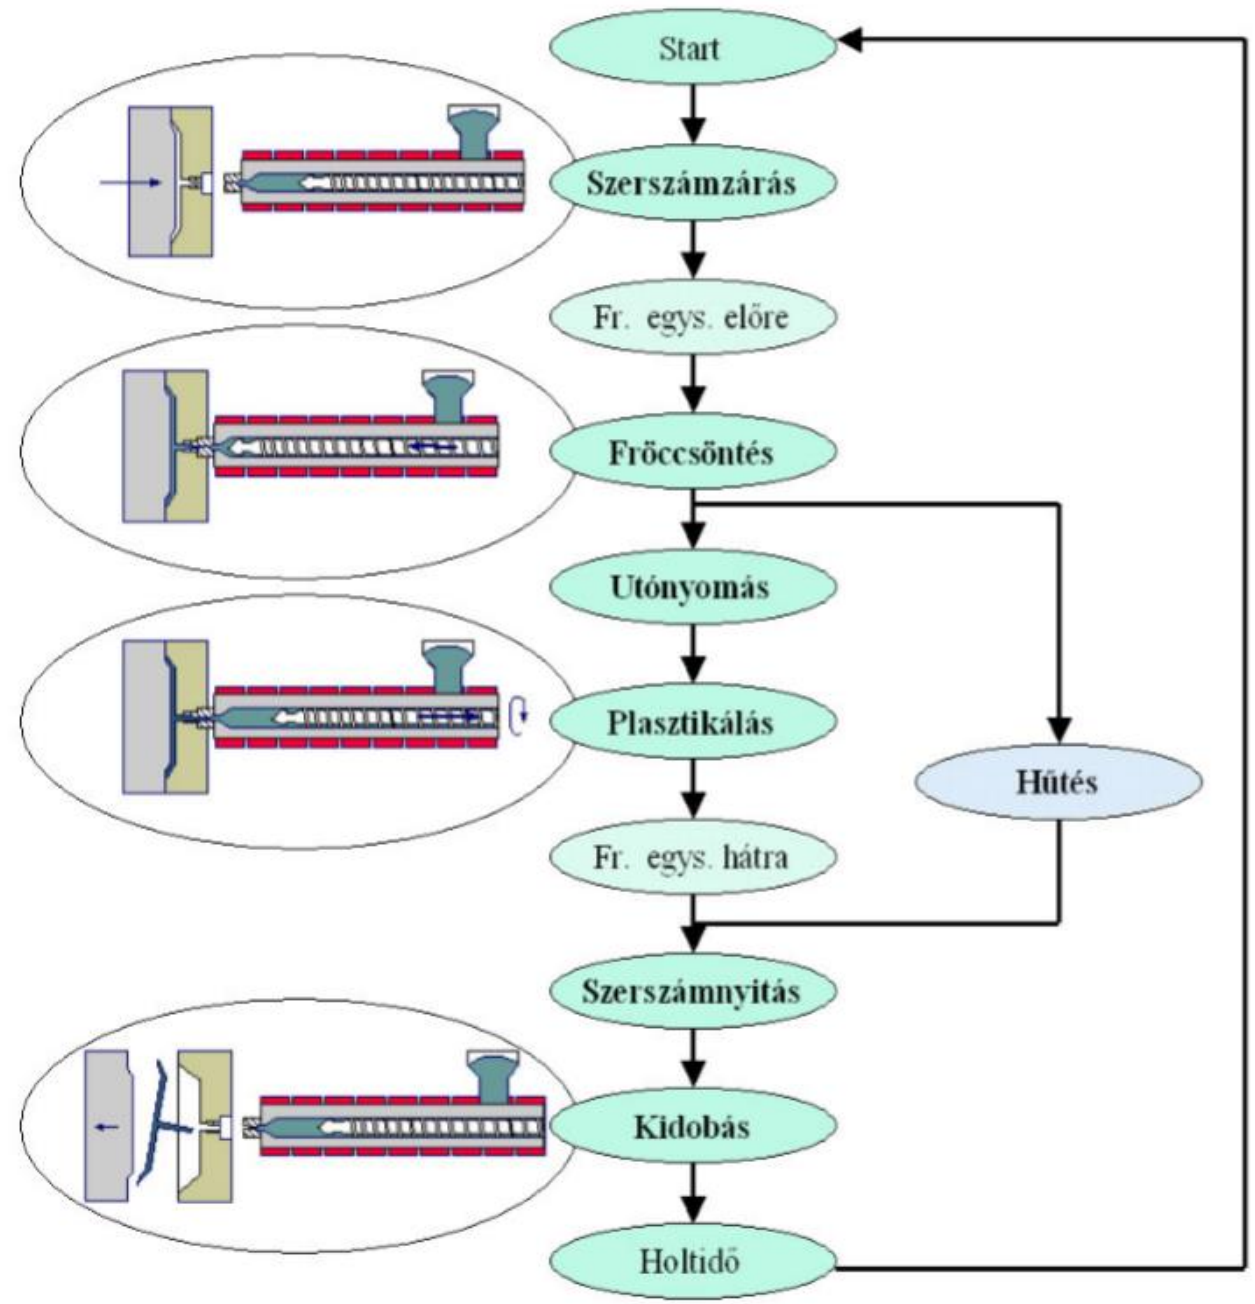 Start
Szerszámzárás
Fr. egys. előre
Fröccsöntés
Utónyomás
Plasztikálás
Hűtés
Fr. egys. hátra
Szerszámnyitás
Kidobás
Holtidő